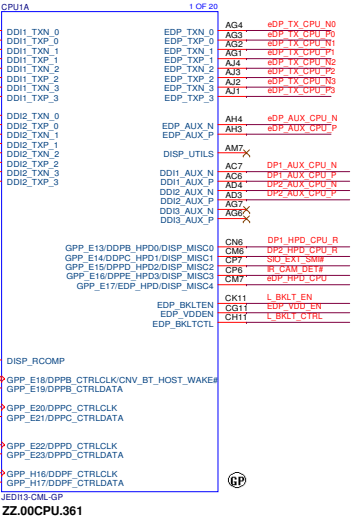 CPU1A 1 OF 20
DDI1_TXN_0 EDP_TXN_0 AG4 eDP_TX_CPU_N0
DDI1_TXP_0 EDP_TXP_0 AG3 eDP_TX_CPU_P0
DDI1_TXN_1 EDP_TXN_1 AG2 eDP_TX_CPU_N1
DDI1_TXP_1 EDP_TXP_1 AG1 eDP_TX_CPU_P1
DDI1_TXN_2 EDP_TXN_2 AJ4 eDP_TX_CPU_N2
DDI1_TXP_2 EDP_TXP_2 AJ3 eDP_TX_CPU_P2
DDI1_TXN_3 EDP_TXN_3 AJ2 eDP_TX_CPU_N3
DDI1_TXP_3 EDP_TXP_3 AJ1 eDP_TX_CPU_P3
DDI2_TXN_0 EDP_AUX_N AH4 eDP_AUX_CPU_N
DDI2_TXP_0 EDP_AUX_P AH3 eDP_AUX_CPU_P
DDI2_TXN_1
DDI2_TXP_1
DDI2_TXN_2 DISP_UTILS AM7
DDI2_TXP_2
DDI2_TXN_3 DDI1_AUX_N AC7 DP1_AUX_CPU_N
DDI2_TXP_3 DDI1_AUX_P AC6 DP1_AUX_CPU_P
DDI2_AUX_N AD4 DP2_AUX_CPU_N
DDI2_AUX_P AD3 DP2_AUX_CPU_P
DDI3_AUX_N AG7
DDI3_AUX_P AG6
GPP_E13/DDPB_HPD0/DISP_MISC0 CN6 DP1_HPD_CPU_R
GPP_E14/DDPC_HPD1/DISP_MISC1 CM6 DP2_HPD_CPU_R
GPP_E15/DPPD_HPD2/DISP_MISC2 CP7 SIO_EXT_SMI#
GPP_E16/DPPE_HPD3/DISP_MISC3 CP6 IR_CAM_DET#
GPP_E17/EDP_HPD/DISP_MISC4 CM7 eDP_HPD_CPU
EDP_BKLTEN CK11 L_BKLT_EN
EDP_VDDEN CG11 EDP_VDD_EN
EDP_BKLTCTL CH11 L_BKLT_CTRL
DISP_RCOMP
GPP_E18/DPPB_CTRLCLK/CNV_BT_HOST_WAKE#
GPP_E19/DPPB_CTRLDATA
GPP_E20/DPPC_CTRLCLK
GPP_E21/DPPC_CTRLDATA
GPP_E22/DPPD_CTRLCLK
GPP_E23/DPPD_CTRLDATA
GPP_H16/DDPF_CTRLCLK
GPP_H17/DDPF_CTRLDATA
GP
JEDI13-CML-GP
ZZ.00CPU.361